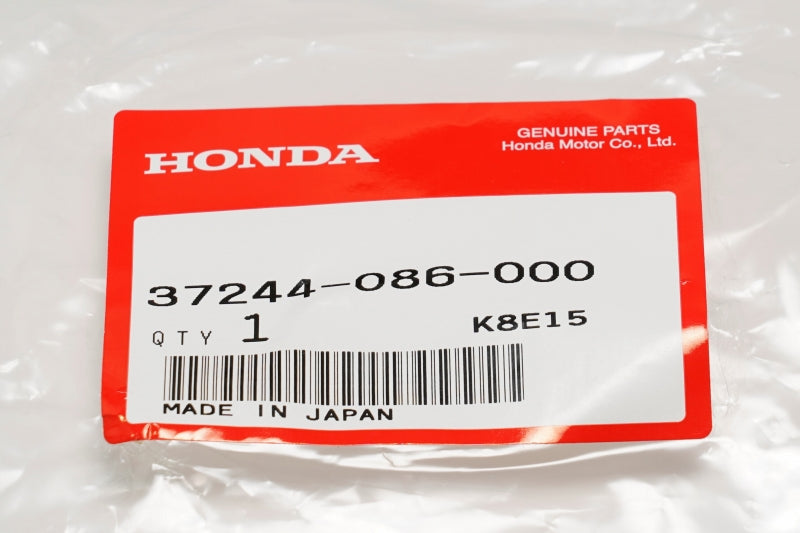 HONDA
GENUINE PARTS
Honda Motor Co., Ltd.
37244-086-000
QTY 1
K8E15
MADE IN JAPAN